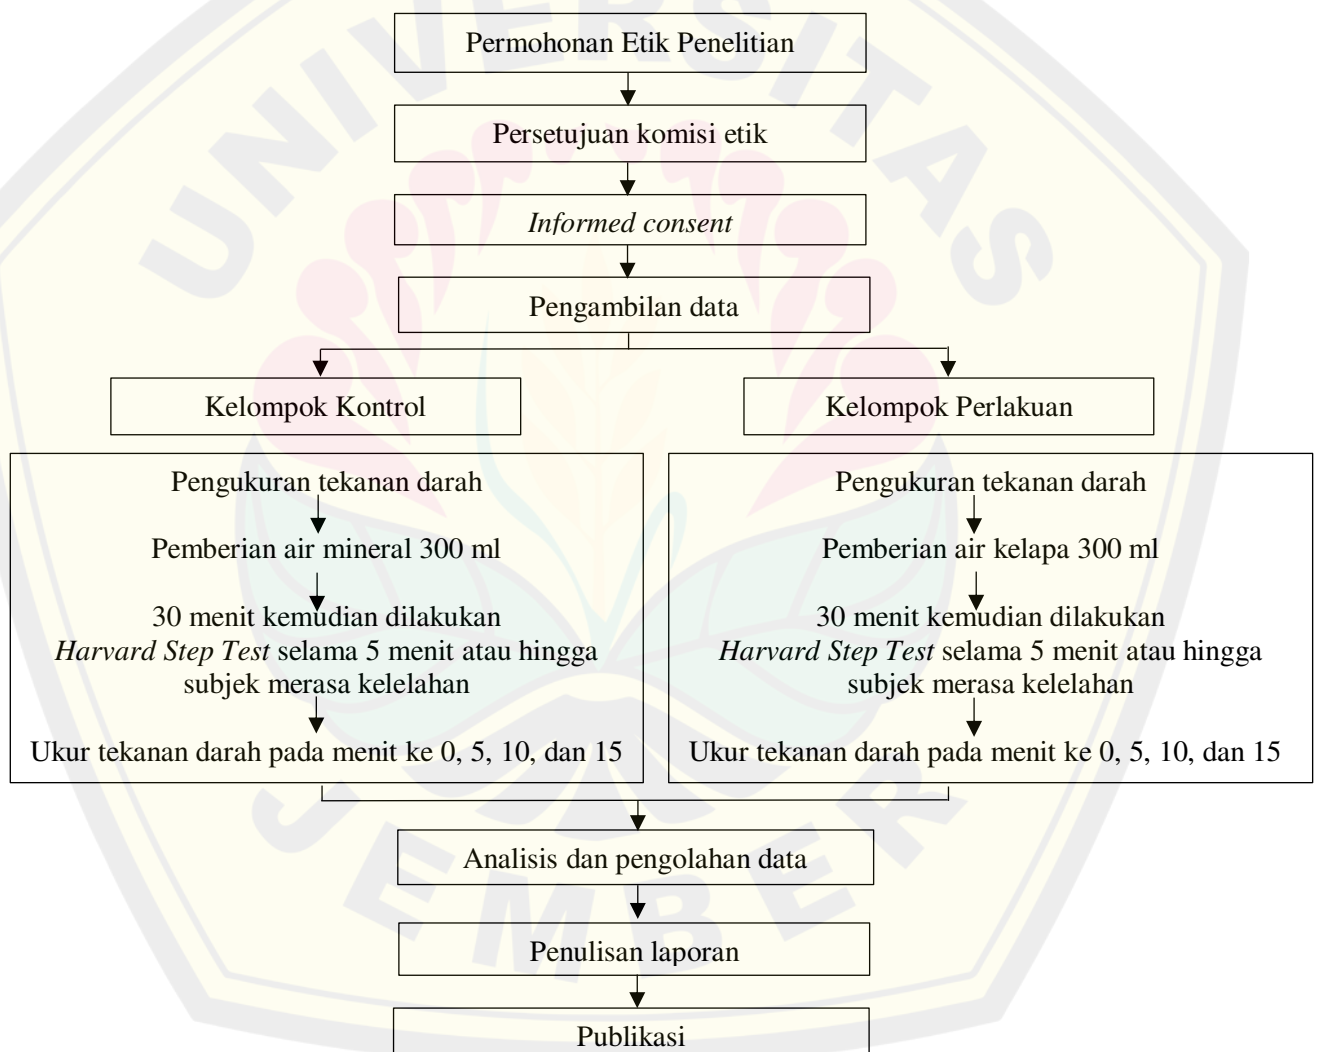 UNIVERSITAS
Permohonan Etik Penelitian
Persetujuan komisi etik
Informed consent
Pengambilan data
Kelompok Kontrol
Kelompok Perlakuan
Pengukuran tekanan darah
Pemberian air mineral 300 ml
30 menit kemudian dilakukan
Harvard Step Test selama 5 menit atau hingga
subjek merasa kelelahan
Ukur tekanan darah pada menit ke 0, 5, 10, dan 15
Pengukuran tekanan darah
Pemberian air kelapa 300 ml
30 menit kemudian dilakukan
Harvard Step Test selama 5 menit atau hingga
subjek merasa kelelahan
Ukur tekanan darah pada menit ke 0, 5, 10, dan 15
Analisis dan pengolahan data
Penulisan laporan
Publikasi
JEMBER